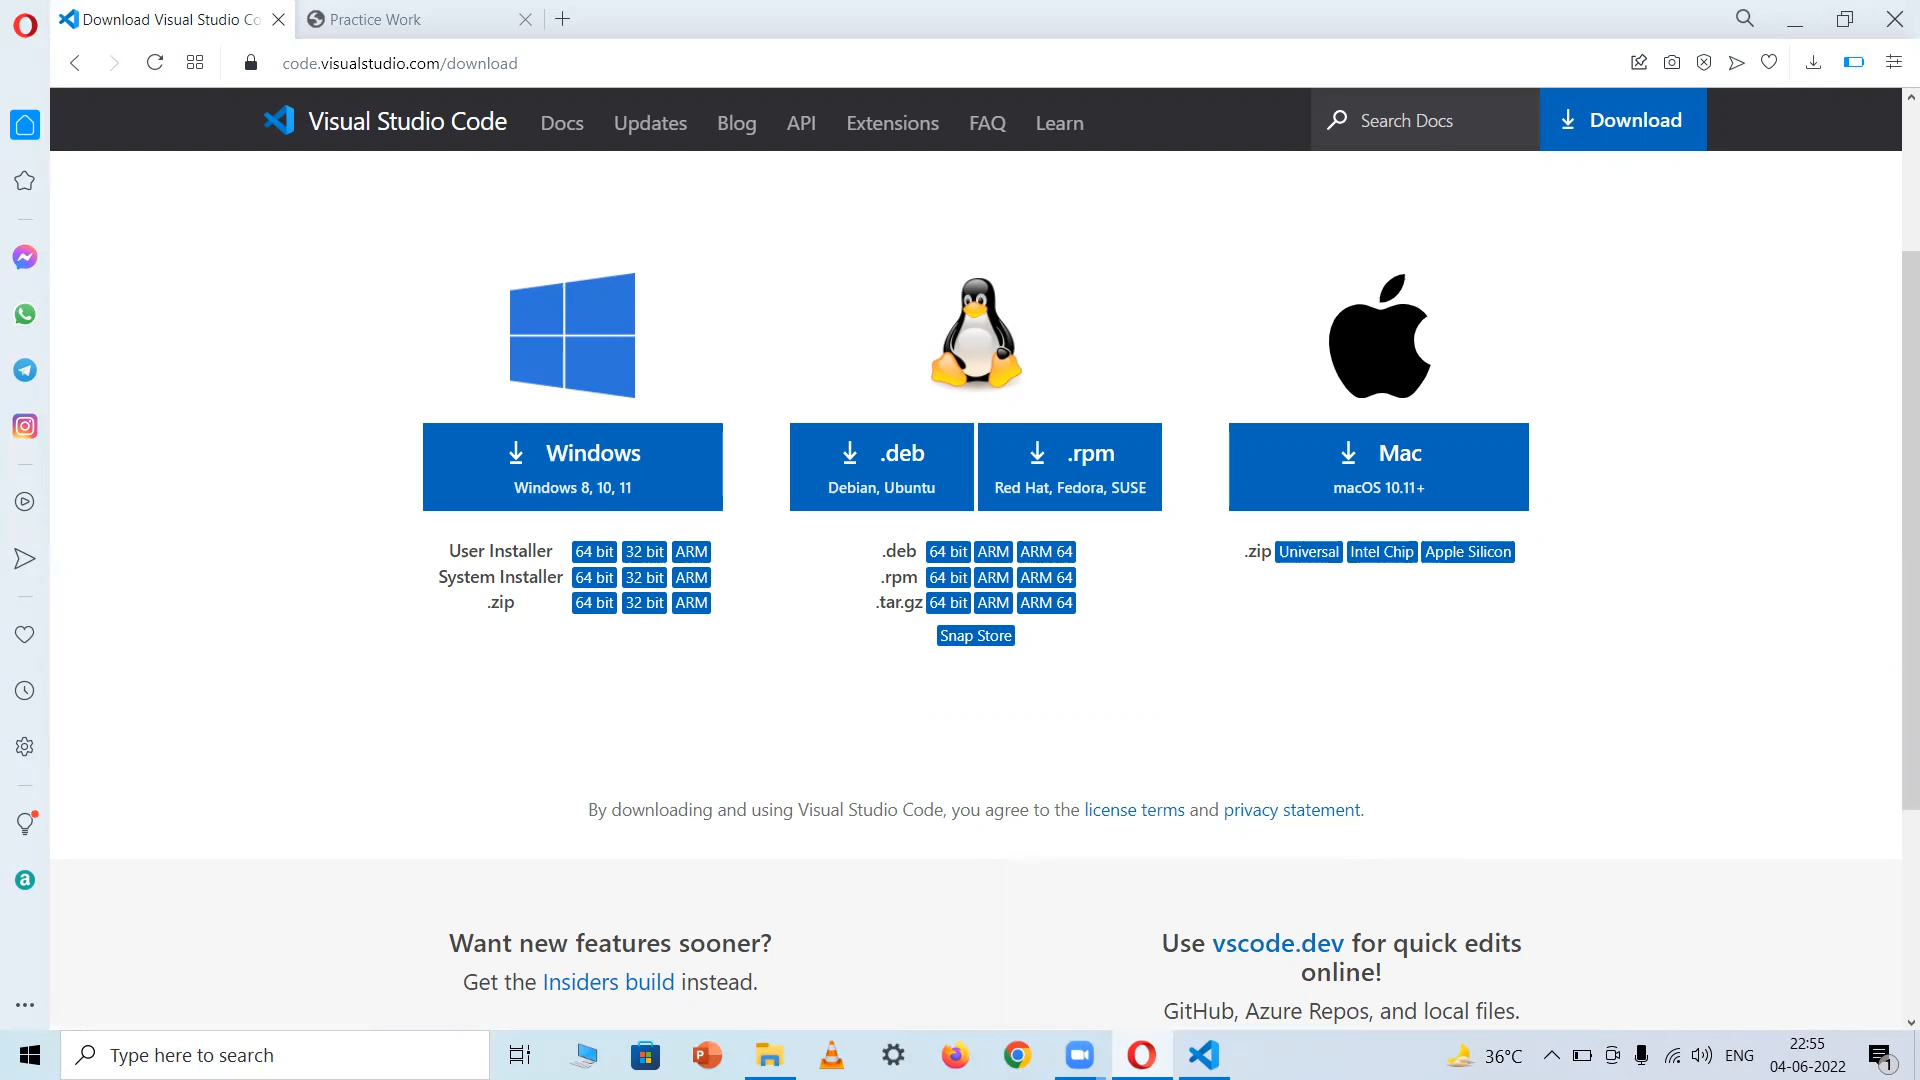 Download Visual Studio Co
Practice Work
code.visualstudio.com/download
Visual Studio Code
Docs
Updates
Blog
API
Extensions
FAQ
Learn
Search Docs
Download
Windows
Windows 8, 10, 11
.deb
Debian, Ubuntu
.rpm
Red Hat, Fedora, SUSE
Mac
macOS 10.11+
User Installer 64 bit 32 bit ARM
System Installer 64 bit 32 bit ARM
.zip 64 bit 32 bit ARM
.deb 64 bit ARM ARM 64
.rpm 64 bit ARM ARM 64
.tar.gz 64 bit ARM ARM 64
Snap Store
.zip Universal Intel Chip Apple Silicon
By downloading and using Visual Studio Code, you agree to the license terms and privacy statement.
Want new features sooner?
Get the Insiders build instead.
Use vscode.dev for quick edits
online!
GitHub, Azure Repos, and local files.
Type here to search
36°C
ENG
22:55
04-06-2022
1